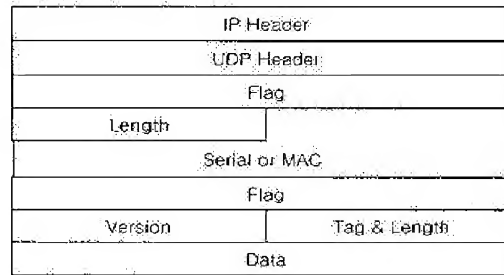 IP Header
UDP Header
Flag
Length
Serial or MAC
Flag
Version Tag & Length
Data